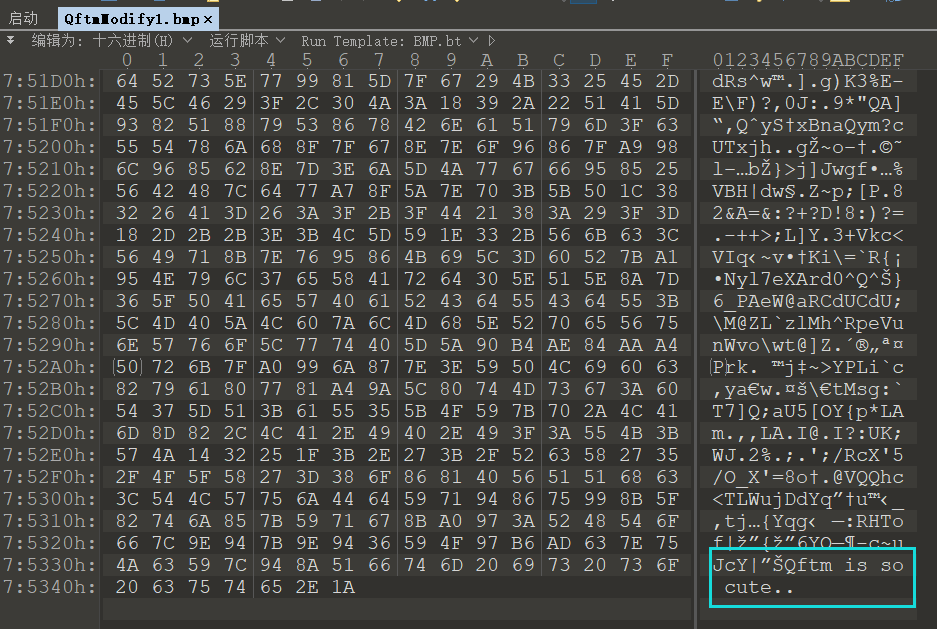 启动 QftmModify1.bmp ×
编辑为: 十六进制(H) 运行脚本 Run Template: BMP.bt
0 1 2 3 4 5 6 7 8 9 A B C D E F 0123456789ABCDEF
7:51D0h: 64 52 73 5E 77 99 81 5D 7F 67 29 4B 33 25 45 2D dRs^w™.].g)K3%E-
7:51E0h: 45 5C 46 29 3F 2C 30 4A 3A 18 39 2A 22 51 41 5D E\F)?,0J:.9*"QA]
7:51F0h: 93 82 51 88 79 53 86 78 42 6E 61 51 79 6D 3F 63 “‚QˆyS†xBnaQym?c
7:5200h: 55 54 78 6A 68 8F 7F 67 8E 7E 6F 96 86 7F A9 98 UTxjh..gŽ~o–†.©˜
7:5210h: 6C 96 85 62 8E 7D 3E 6A 5D 4A 77 67 66 95 85 25 l–…bŽ}>j]Jwgf•…%
7:5220h: 56 42 48 7C 64 77 A7 8F 5A 7E 70 3B 5B 50 1C 38 VBH|dw§.Z~p;[P.8
7:5230h: 32 26 41 3D 26 3A 3F 2B 3F 44 21 38 3A 29 3F 3D 2&A=&:?+?D!8:)?=
7:5240h: 18 2D 2B 2B 3E 3B 4C 5D 59 1E 33 2B 56 6B 63 3C .-++>;L]Y.3+Vkc<
7:5250h: 56 49 71 8B 7E 76 95 86 4B 69 5C 3D 60 52 7B A1 VIq‹~v•†Ki\=`R{¡
7:5260h: 95 4E 79 6C 37 65 58 41 72 64 30 5E 51 5E 8A 7D •Nyl7eXArd0^Q^Š}
7:5270h: 36 5F 50 41 65 57 40 61 52 43 64 55 43 64 55 3B 6_PAeW@aRCdUCdU;
7:5280h: 5C 4D 40 5A 4C 60 7A 6C 4D 68 5E 52 70 65 56 75 \M@ZL`zlMh^RpeVu
7:5290h: 6E 57 76 6F 5C 77 74 40 5D 5A 90 B4 AE 84 AA A4 nWvo\wt@]Z.´®„ª¤
7:52A0h: 50 72 6B 7F A0 99 6A 87 7E 3E 59 50 4C 69 60 63 Prk. ™j‡~>YPLi`c
7:52B0h: 82 79 61 80 77 81 A4 9A 5C 80 74 4D 73 67 3A 60 ‚ya€w.¤š\€tMsg:`
7:52C0h: 54 37 5D 51 3B 61 55 35 5B 4F 59 7B 70 2A 4C 41 T7]Q;aU5[OY{p*LA
7:52D0h: 6D 8D 82 2C 4C 41 2E 49 40 2E 49 3F 3A 55 4B 3B m.‚,LA.I@.I?:UK;
7:52E0h: 57 4A 14 32 25 1F 3B 2E 27 3B 2F 52 63 58 27 35 WJ.2%.;.';/RcX'5
7:52F0h: 2F 4F 5F 58 27 3D 38 6F 86 81 40 56 51 51 68 63 /O_X'=8o†.@VQQhc
7:5300h: 3C 54 4C 57 75 6A 44 64 59 71 94 86 75 99 8B 5F <TLWujDdYq”†u™‹_
7:5310h: 82 74 6A 85 7B 59 71 67 8B A0 97 3A 52 48 54 6F ‚tj…{Yqg‹ —:RHTo
7:5320h: 66 7C 9E 94 7B 9E 94 36 59 4F 97 B6 AD 63 7E 75 f|ž”{ž”6YO—¶-c~u
7:5330h: 4A 63 59 7C 94 8A 51 66 74 6D 20 69 73 20 73 6F JcY|”ŠQftm is so
7:5340h: 20 63 75 74 65 2E 1A cute..